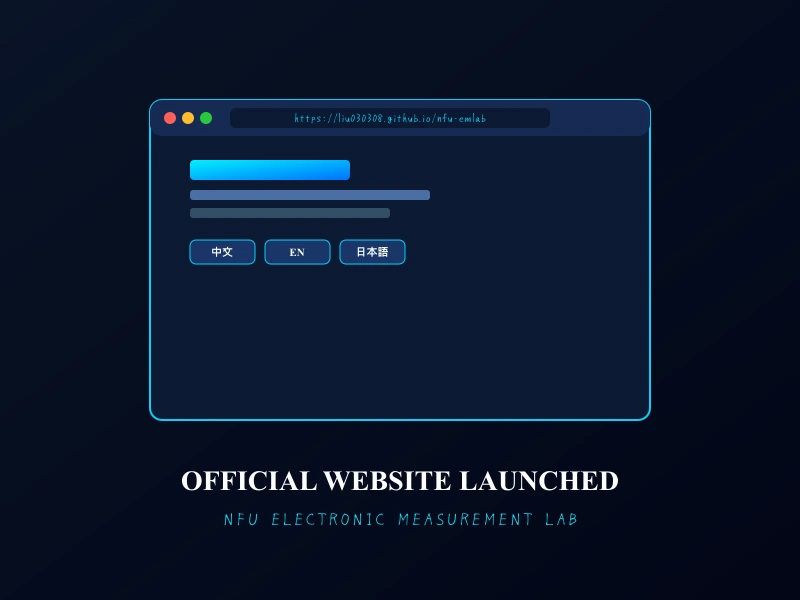 https://liu030308.github.io/nfu-emlab
中文 EN 日本語
OFFICIAL WEBSITE LAUNCHED
NFU ELECTRONIC MEASUREMENT LAB